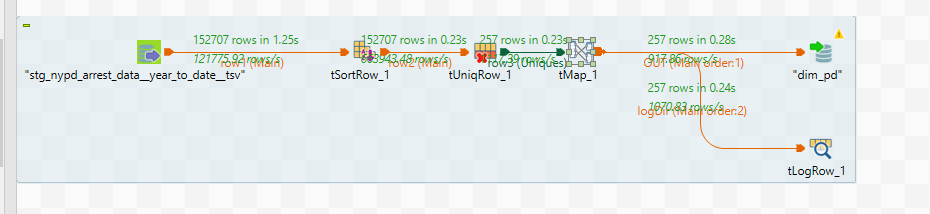 152707 rows in 1.25s
121775.92 rows/s
row1 (Main)
152707 rows in 0.23s
row2 (Main)
257 rows in 0.23s
row3 (Uniques)
257 rows in 0.28s
917.86 rows/s
OUT (Main order:1)
257 rows in 0.24s
1070.83 rows/s
logDif (Main order:2)
"stg_nypd_arrest_data__year_to_date__tsv"
tSortRow_1
tUniqRow_1
tMap_1
"dim_pd"
tLogRow_1